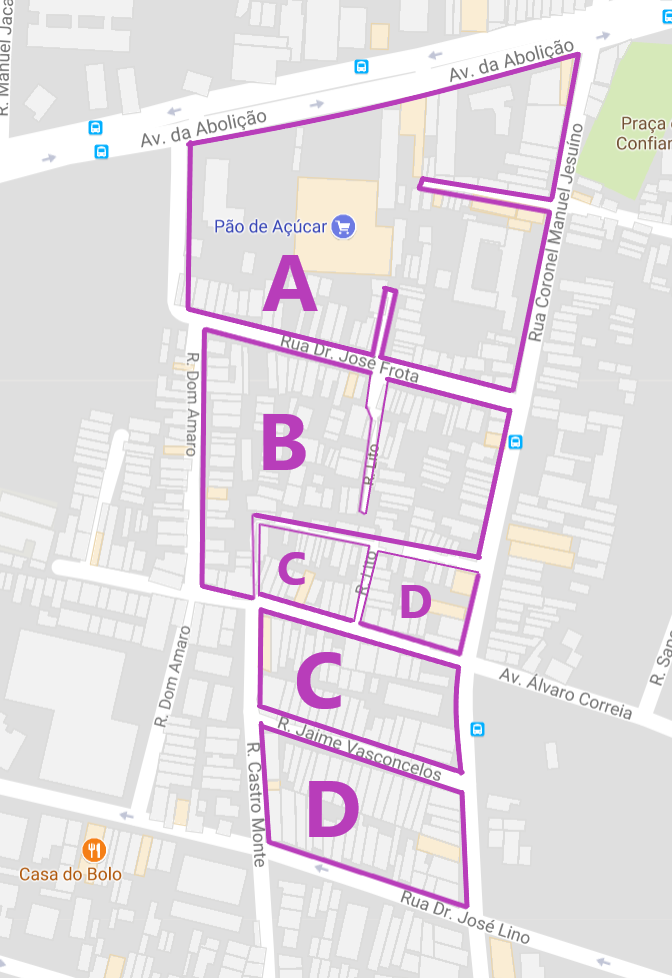 R. Manuel Jaca
Av. da Abolição
Av. da Abolição
Praça
Confian
Rua Coronel Manuel Jesuíno
Pão de Açúcar
A
Rua Dr. José Frota
R. Dom Amaro
B
R. Lito
C
R. Lito
D
C
Av. Álvaro Correia
R. Dom Amaro
R. Jaime Vasconcelos
R. Castro Monte
D
Casa do Bolo
Rua Dr. José Lino